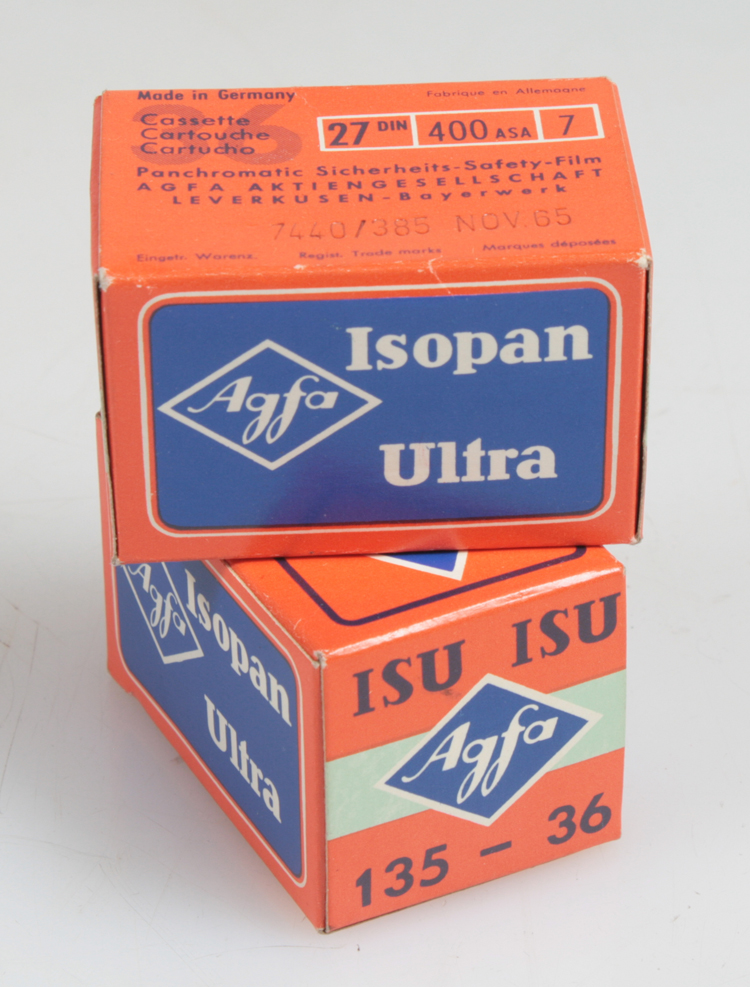 Made in Germany
Fabrique en Allemagne
36
Cassette
Cartouche
Cartucho
27 DIN 400 ASA 7
Panchromatic Sicherheits-Safety-Film
AGFA AKTIENGESELLSCHAFT
LEVERKUSEN-Bayerwerk
7440/385 NOV.65
Eingetr. Warenz. Regist. Trade marks Marques déposées
Isopan
Agfa
Ultra
Agfa
Isopan
Ultra
ISU ISU
Agfa
135 - 36